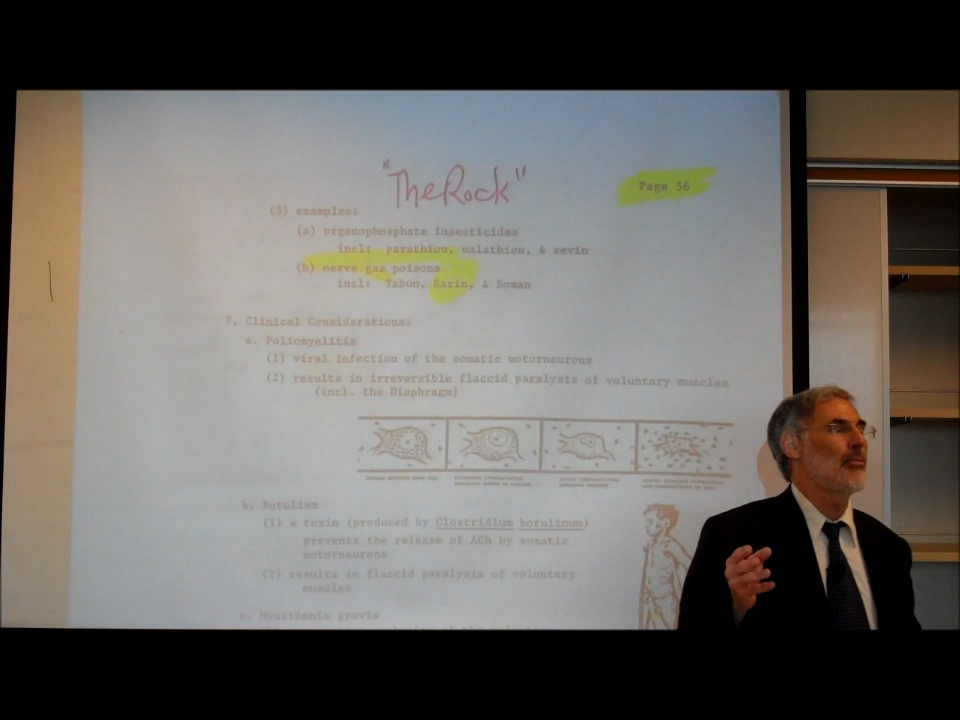 "The Rock"
Page 56
(3) examples:
(a) organophosphate insecticides
incl: parathion, malathion, & sevin
(b) nerve gas poisons
incl: Tabun, Sarin, & Soman
7. Clinical Considerations:
a. Poliomyelitis
(1) viral infection of the somatic motorneurons
(2) results in irreversible flaccid paralysis of voluntary muscles
(incl. the Diaphragm)
b. Botulism
(1) a toxin (produced by Clostridium botulinum)
prevents the release of ACh by somatic
motorneurons
(2) results in flaccid paralysis of voluntary
muscles
c. Myasthenia gravis